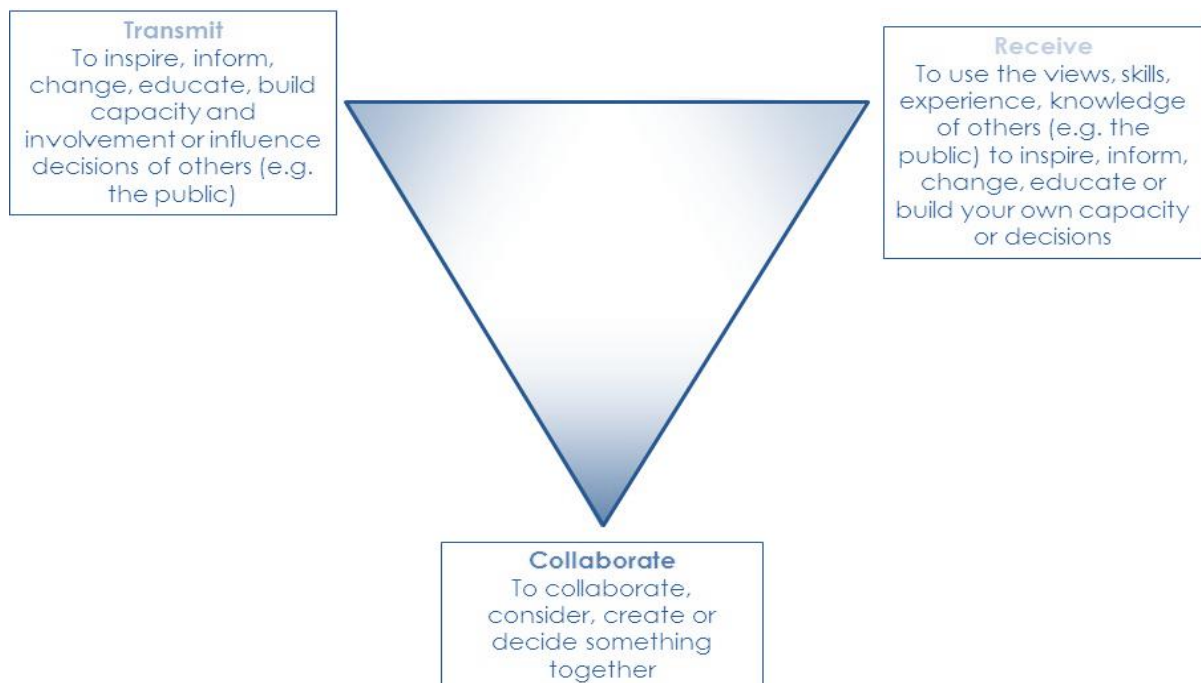 Transmit
To inspire, inform,
change, educate, build
capacity and
involvement or influence
decisions of others (e.g.
the public)
Receive
To use the views, skills,
experience, knowledge
of others (e.g. the
public) to inspire, inform,
change, educate or
build your own capacity
or decisions
Collaborate
To collaborate,
consider, create or
decide something
together